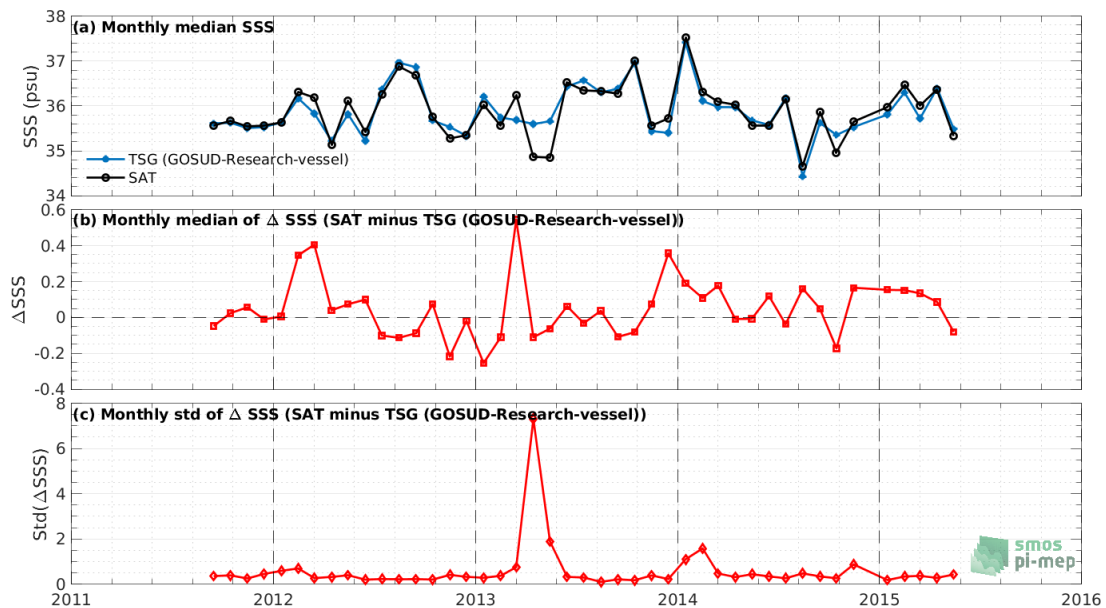 (a) Monthly median SSS
SSS (psu)
38
37
36
35
34
TSG (GOSUD-Research-vessel)
SAT
(b) Monthly median of Δ SSS (SAT minus TSG (GOSUD-Research-vessel))
ΔSSS
0.6
0.4
0.2
0
-0.2
-0.4
(c) Monthly std of Δ SSS (SAT minus TSG (GOSUD-Research-vessel))
Std(ΔSSS)
8
6
4
2
0
2011 2012 2013 2014 2015 2016
smos
pi-mep